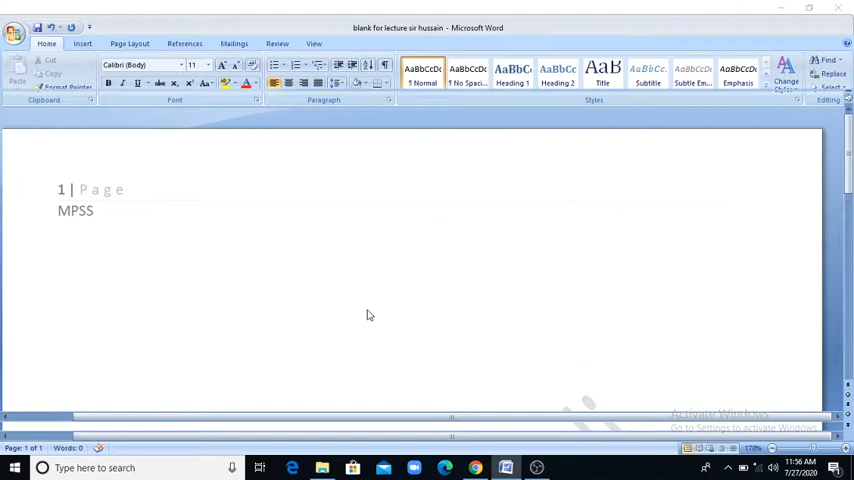 blank for lecture sir hussain - Microsoft Word
Home Insert Page Layout References Mailings Review View
Paste
Cut
Copy
Format Painter
Clipboard
Calibri (Body) 11
Font
Paragraph
AaBbCcDc AaBbCcDc AaBbC AaBbCc AaB AaBbCc. AaBbCcDt AaBbCcDt
¶ Normal ¶ No Spaci... Heading 1 Heading 2 Title Subtitle Subtle Em... Emphasis
Change
Styles
Styles
Find
Replace
Select
Editing
1 | Page
MPSS
Activate Windows
Go to Settings to activate Windows.
Page: 1 of 1 Words: 0 170%
Type here to search
11:56 AM
7/27/2020